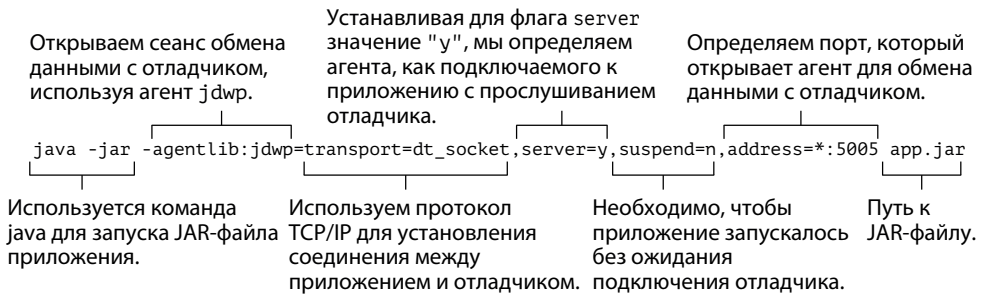 Открываем сеанс обмена
данными с отладчиком,
используя агент jdwp.
Устанавливая для флага server
значение "y", мы определяем
агента, как подключаемого к
приложению с прослушиванием
отладчика.
Определяем порт, который
открывает агент для обмена
данными с отладчиком.
java -jar -agentlib:jdwp=transport=dt_socket,server=y,suspend=n,address=*:5005 app.jar
Используется команда
java для запуска JAR-файла
приложения.
Используем протокол
TCP/IP для установления
соединения между
приложением и отладчиком.
Необходимо, чтобы
приложение запускалось
без ожидания
подключения отладчика.
Путь к
JAR-файлу.